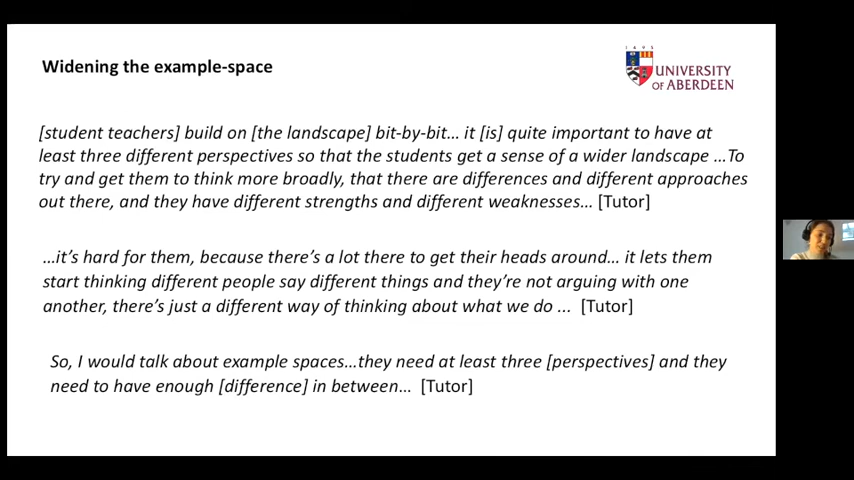 Widening the example-space
1495
UNIVERSITY
OF ABERDEEN
[student teachers] build on [the landscape] bit-by-bit… it [is] quite important to have at
least three different perspectives so that the students get a sense of a wider landscape …To
try and get them to think more broadly, that there are differences and different approaches
out there, and they have different strengths and different weaknesses… [Tutor]
…it’s hard for them, because there’s a lot there to get their heads around… it lets them
start thinking different people say different things and they’re not arguing with one
another, there’s just a different way of thinking about what we do ... [Tutor]
So, I would talk about example spaces…they need at least three [perspectives] and they
need to have enough [difference] in between… [Tutor]